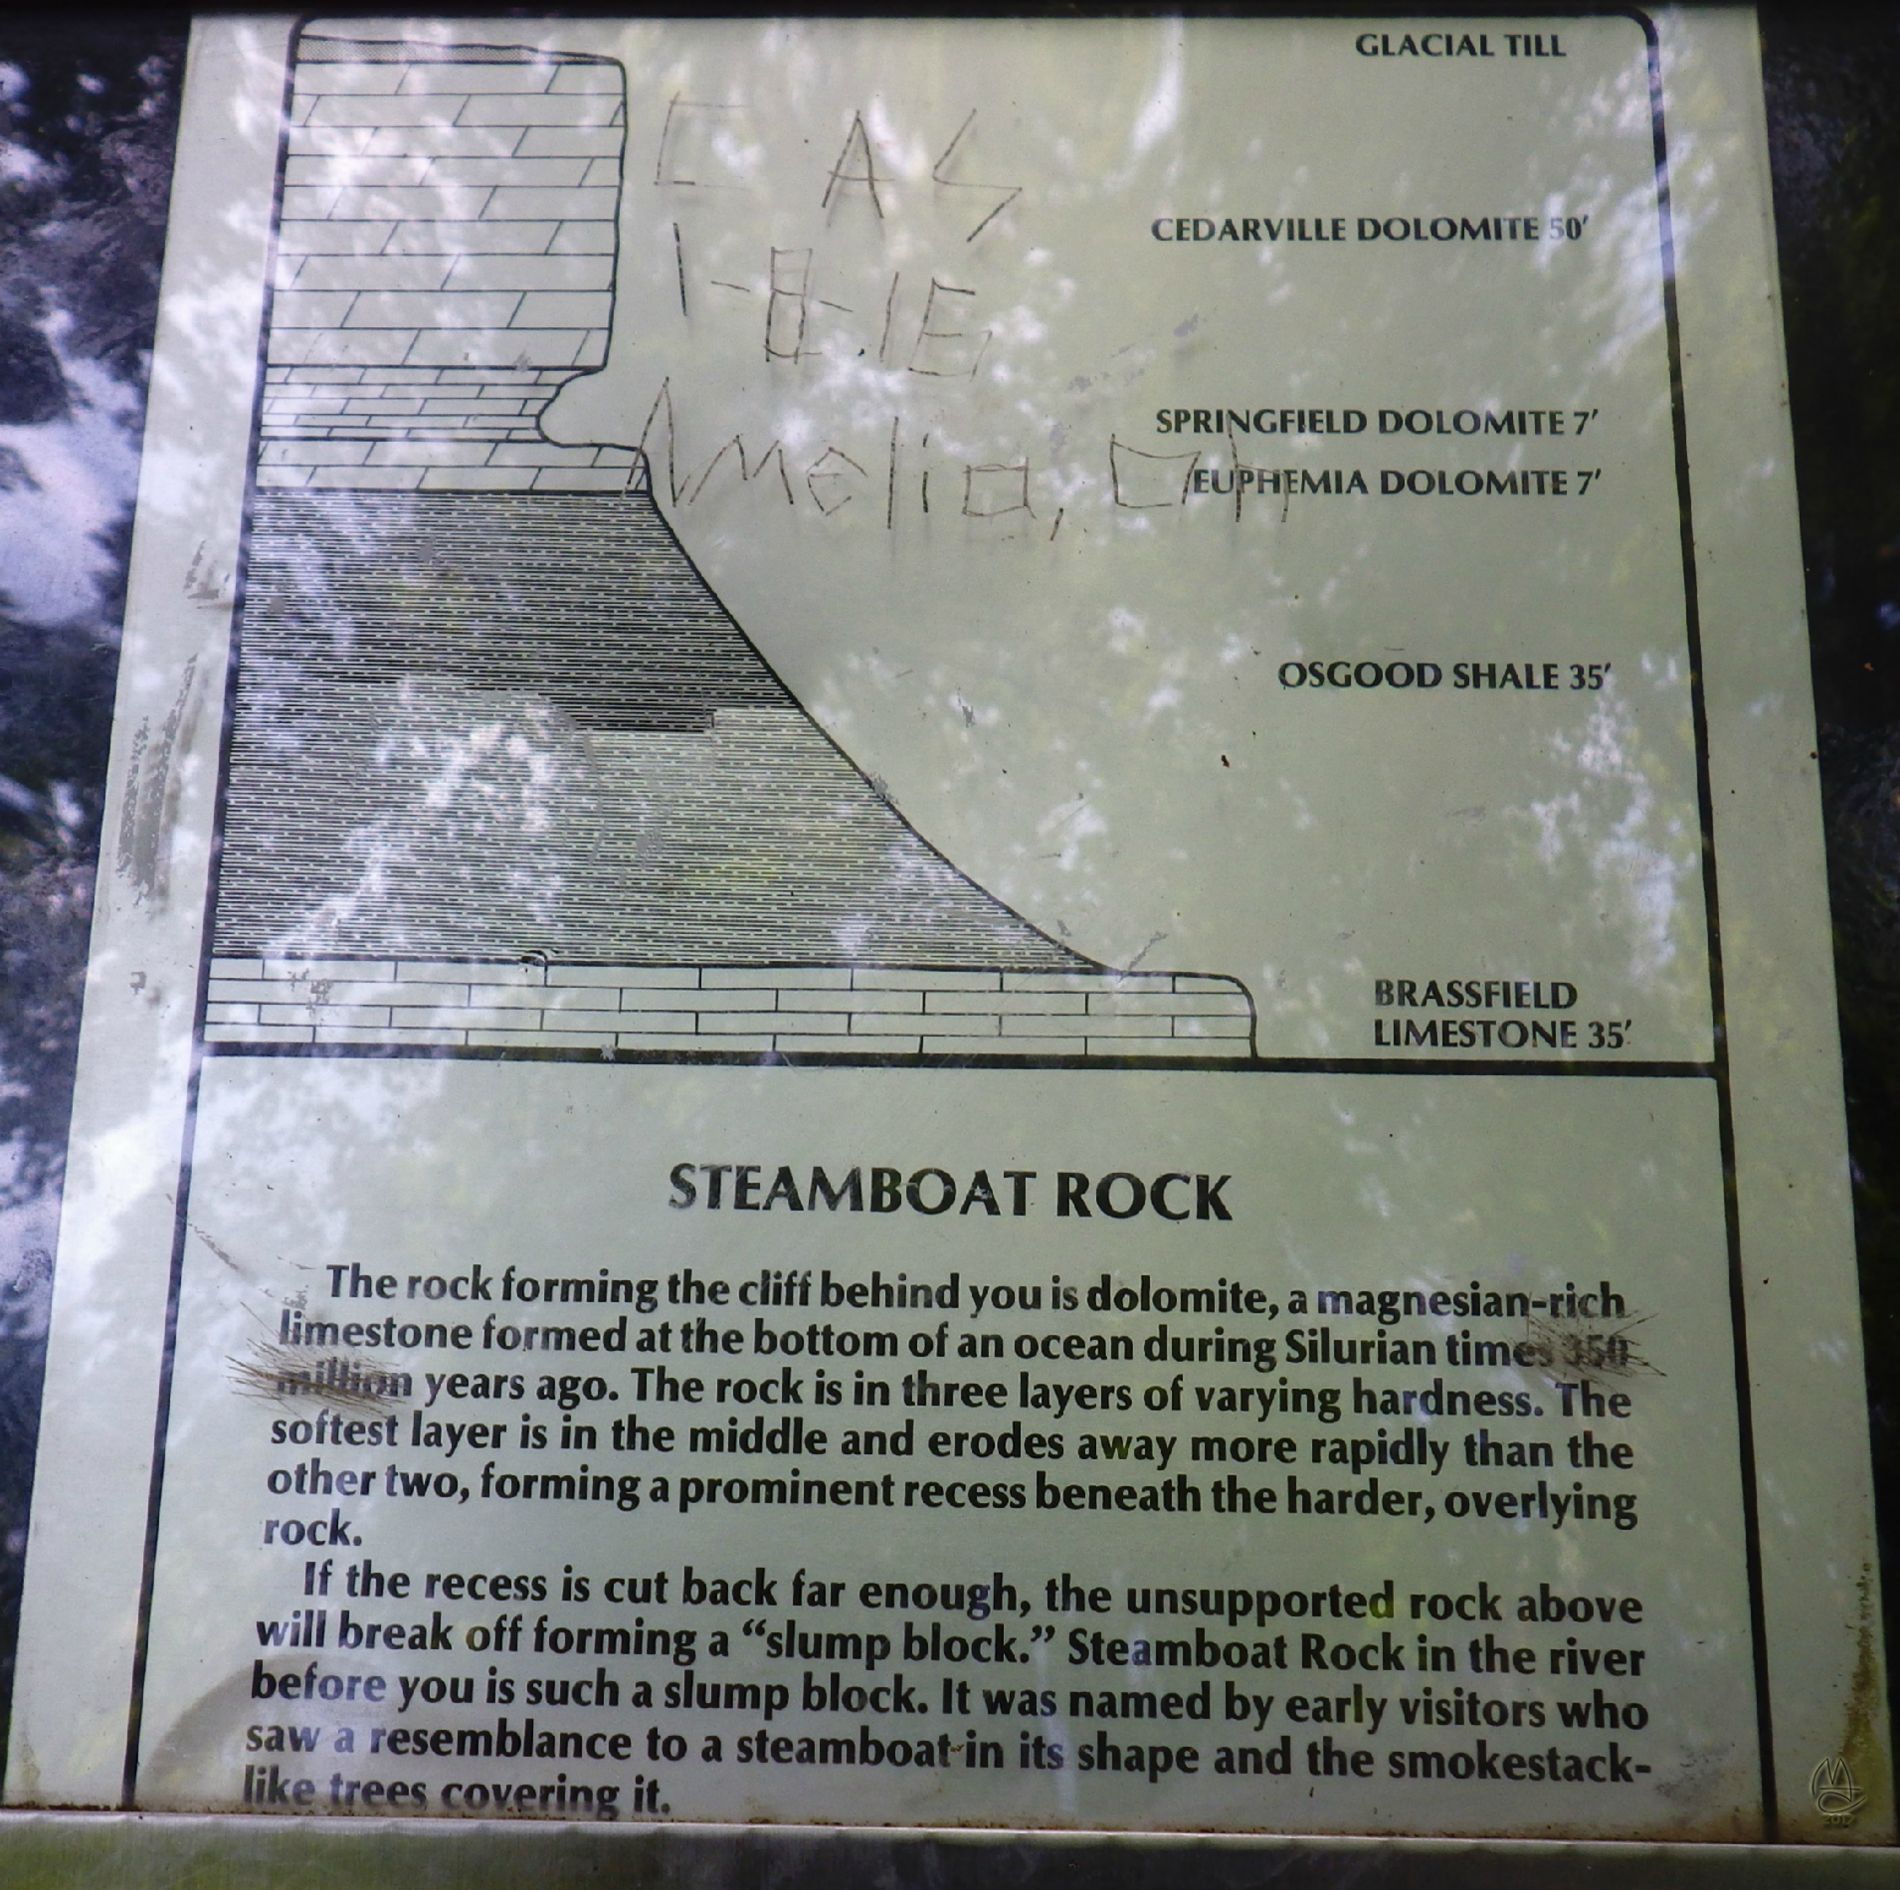 GLACIAL TILL
CEDARVILLE DOLOMITE 50'
SPRINGFIELD DOLOMITE 7'
EUPHEMIA DOLOMITE 7'
Amelia, OH
OSGOOD SHALE 35'
BRASSFIELD
LIMESTONE 35'
STEAMBOAT ROCK
The rock forming the cliff behind you is dolomite, a magnesian-rich
limestone formed at the bottom of an ocean during Silurian times 350
million years ago. The rock is in three layers of varying hardness. The
softest layer is in the middle and erodes away more rapidly than the
other two, forming a prominent recess beneath the harder, overlying
rock.
If the recess is cut back far enough, the unsupported rock above
will break off forming a “slump block.” Steamboat Rock in the river
before you is such a slump block. It was named by early visitors who
saw a resemblance to a steamboat in its shape and the smokestack-
like trees covering it.